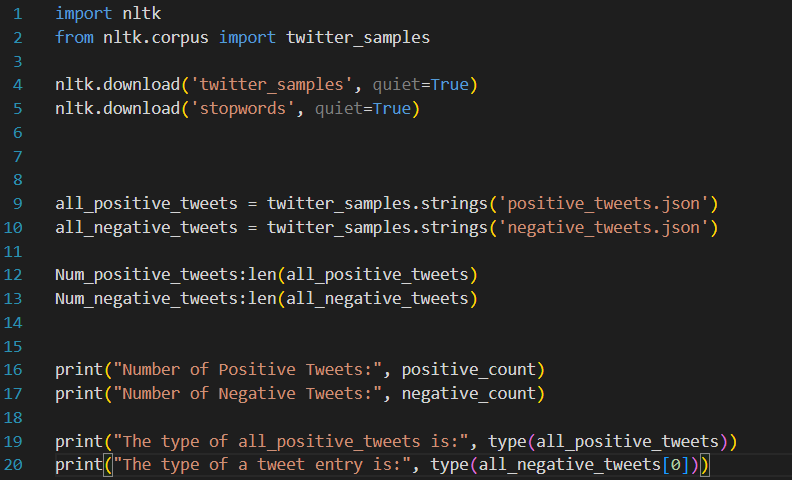 1 import nltk
2 from nltk.corpus import twitter_samples
3
4 nltk.download('twitter_samples', quiet=True)
5 nltk.download('stopwords', quiet=True)
6
7
8
9 all_positive_tweets = twitter_samples.strings('positive_tweets.json')
10 all_negative_tweets = twitter_samples.strings('negative_tweets.json')
11
12 Num_positive_tweets:len(all_positive_tweets)
13 Num_negative_tweets:len(all_negative_tweets)
14
15
16 print("Number of Positive Tweets:", positive_count)
17 print("Number of Negative Tweets:", negative_count)
18
19 print("The type of all_positive_tweets is:", type(all_positive_tweets))
20 print("The type of a tweet entry is:", type(all_negative_tweets[0]))